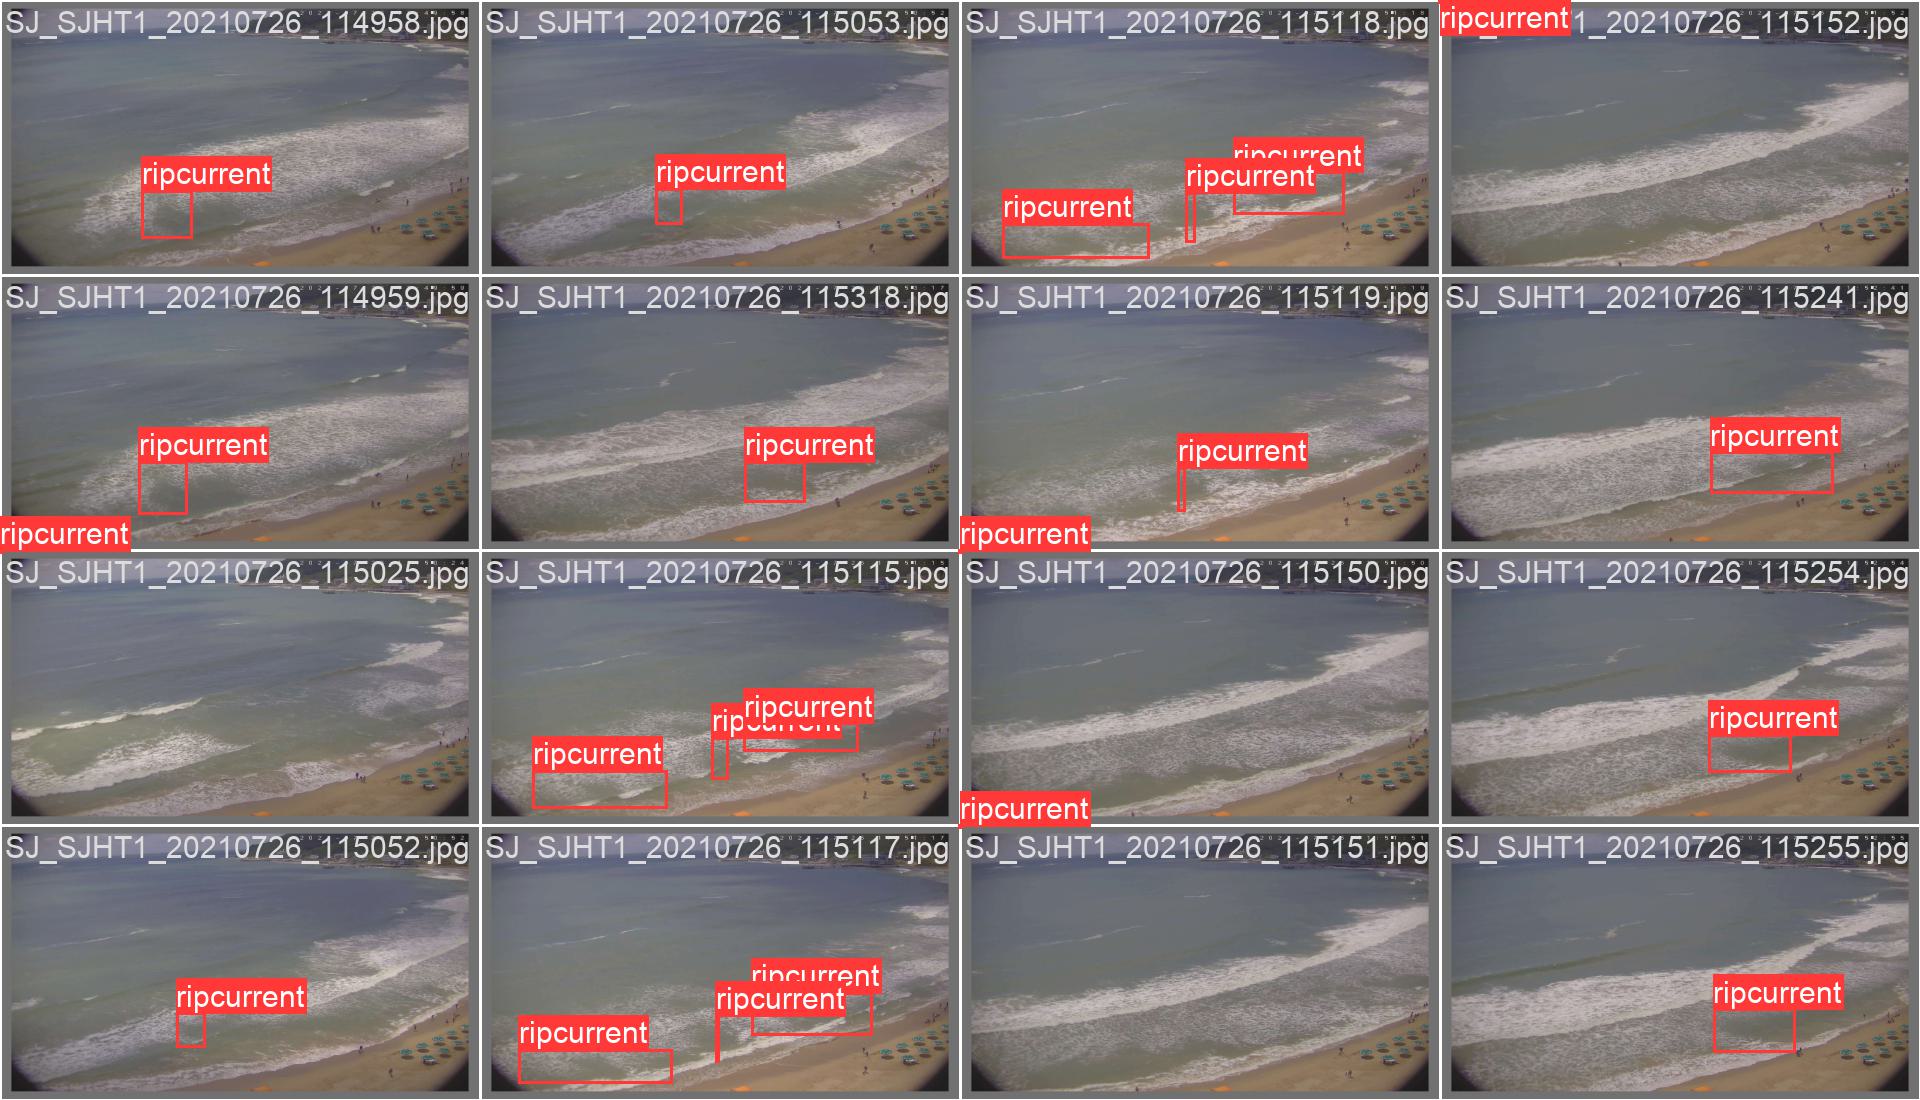 SJ_SJHT1_20210726_114958.jpg
ripcurrent
SJ_SJHT1_20210726_115053.jpg
ripcurrent
SJ_SJHT1_20210726_115118.jpg
ripcurrent
ripcurrent
ripcurrent
ripcurrent
1_20210726_115152.jpg
SJ_SJHT1_20210726_114959.jpg
ripcurrent
ripcurrent
SJ_SJHT1_20210726_115318.jpg
ripcurrent
SJ_SJHT1_20210726_115119.jpg
ripcurrent
ripcurrent
SJ_SJHT1_20210726_115241.jpg
ripcurrent
SJ_SJHT1_20210726_115025.jpg
SJ_SJHT1_20210726_115115.jpg
ripcurrent
ripcurrent
ripcurrent
SJ_SJHT1_20210726_115150.jpg
ripcurrent
SJ_SJHT1_20210726_115254.jpg
ripcurrent
SJ_SJHT1_20210726_115052.jpg
ripcurrent
SJ_SJHT1_20210726_115117.jpg
ripcurrent
ripcurrent
ripcurrent
SJ_SJHT1_20210726_115151.jpg
SJ_SJHT1_20210726_115255.jpg
ripcurrent